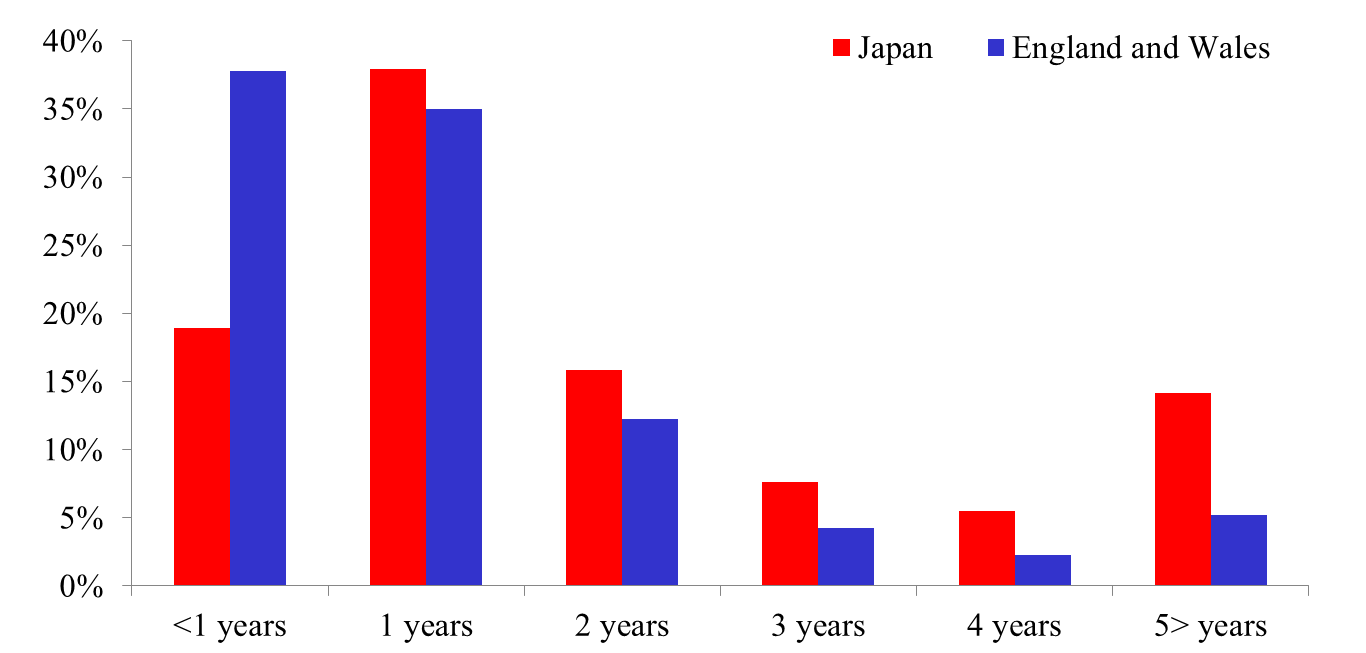 40%
35%
30%
25%
20%
15%
10%
5%
0%
Japan
England and Wales
<1 years
1 years
2 years
3 years
4 years
5> years